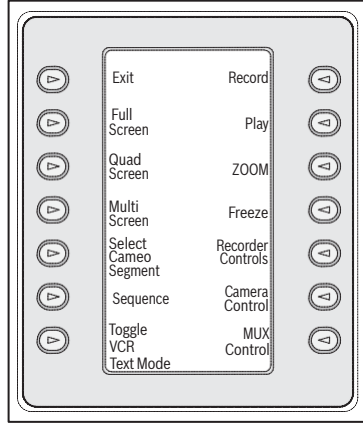 Exit
Record
Full
Screen
Play
Quad
Screen
ZOOM
Multi
Screen
Freeze
Select
Cameo
Segment
Recorder
Controls
Sequence
Camera
Control
Toggle
VCR
Text Mode
MUX
Control